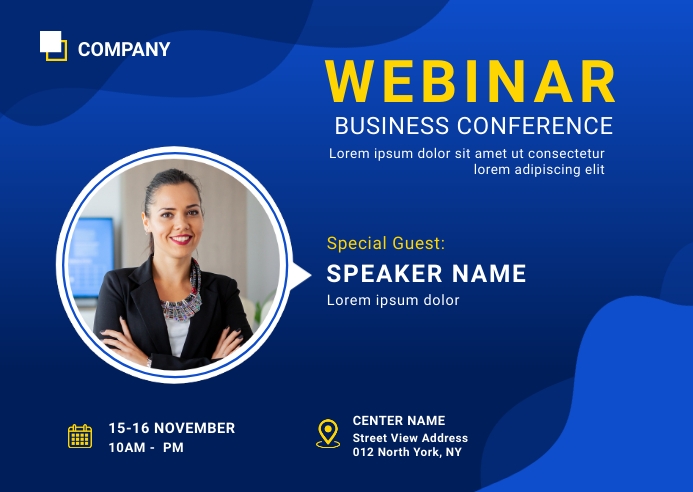 COMPANY
WEBINAR
BUSINESS CONFERENCE
Lorem ipsum dolor sit amet ut consectetur
lorem adipiscing elit
Special Guest:
SPEAKER NAME
Lorem ipsum dolor
15-16 NOVEMBER
10AM -  PM
CENTER NAME
Street View Address
012 North York, NY